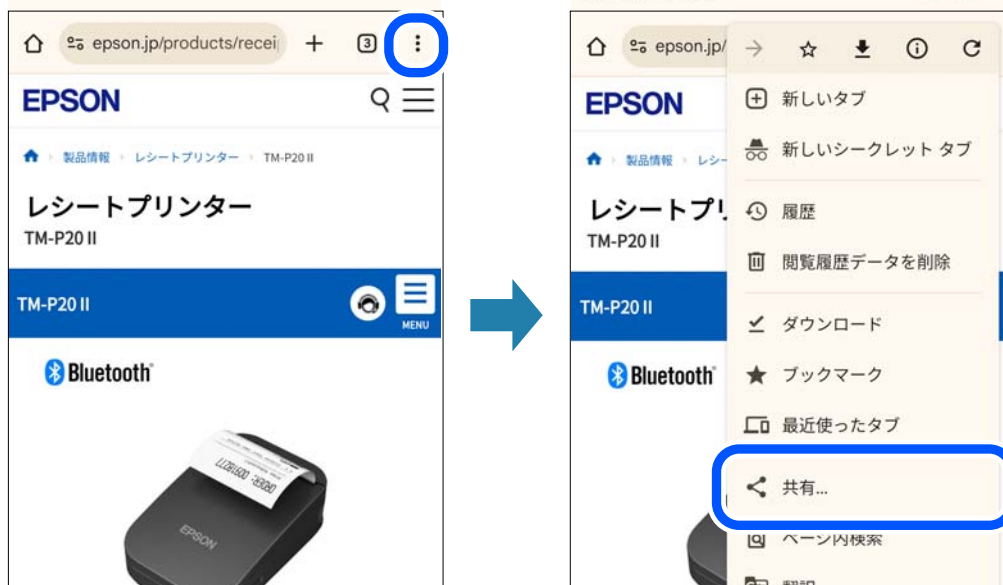 epson.jp/products/recei
3
EPSON
製品情報 レシートプリンター TM-P20 II
レシートプリンター
TM-P20 II
TM-P20 II
MENU
Bluetooth®
EPSON
epson.jp/
EPSON
製品情報 レシー
レシートプリ
TM-P20 II
TM-P20 II
Bluetooth®
新しいタブ
新しいシークレット タブ
履歴
閲覧履歴データを削除
ダウンロード
ブックマーク
最近使ったタブ
共有...
ページ内検索
翻訳